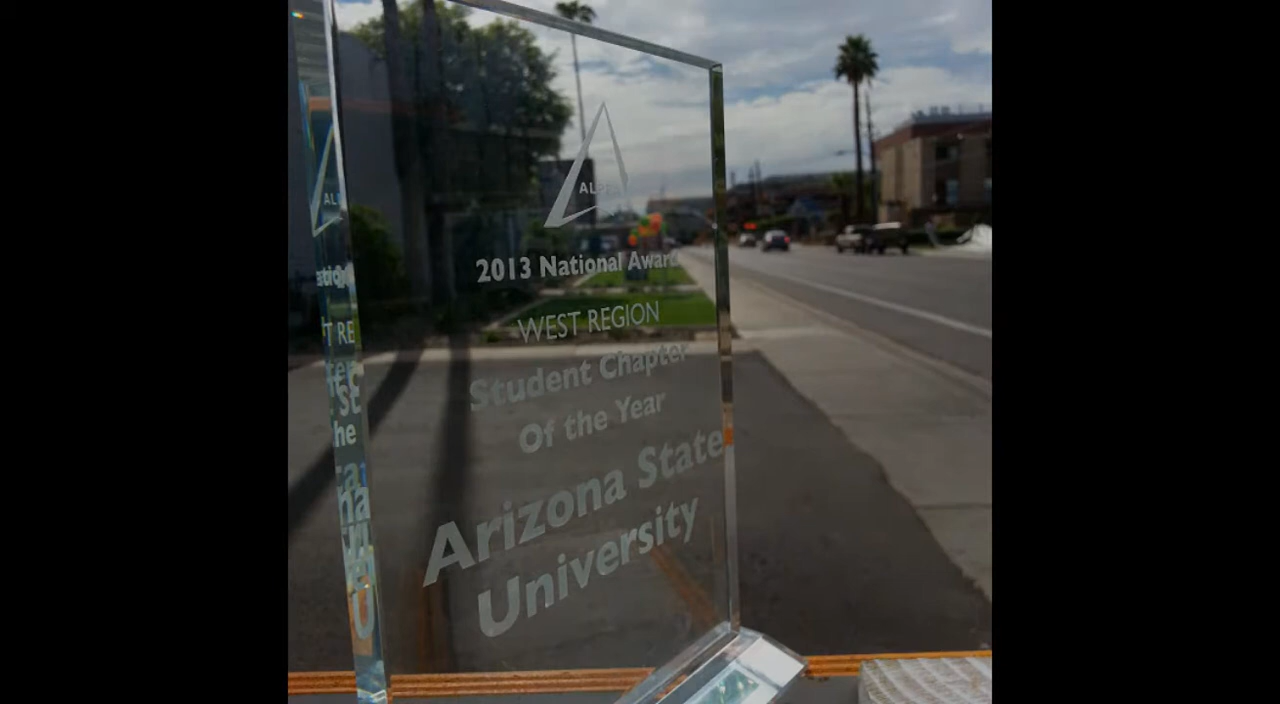 2013 National Award
WEST REGION
Student Chapter
Of the Year
Arizona State
University